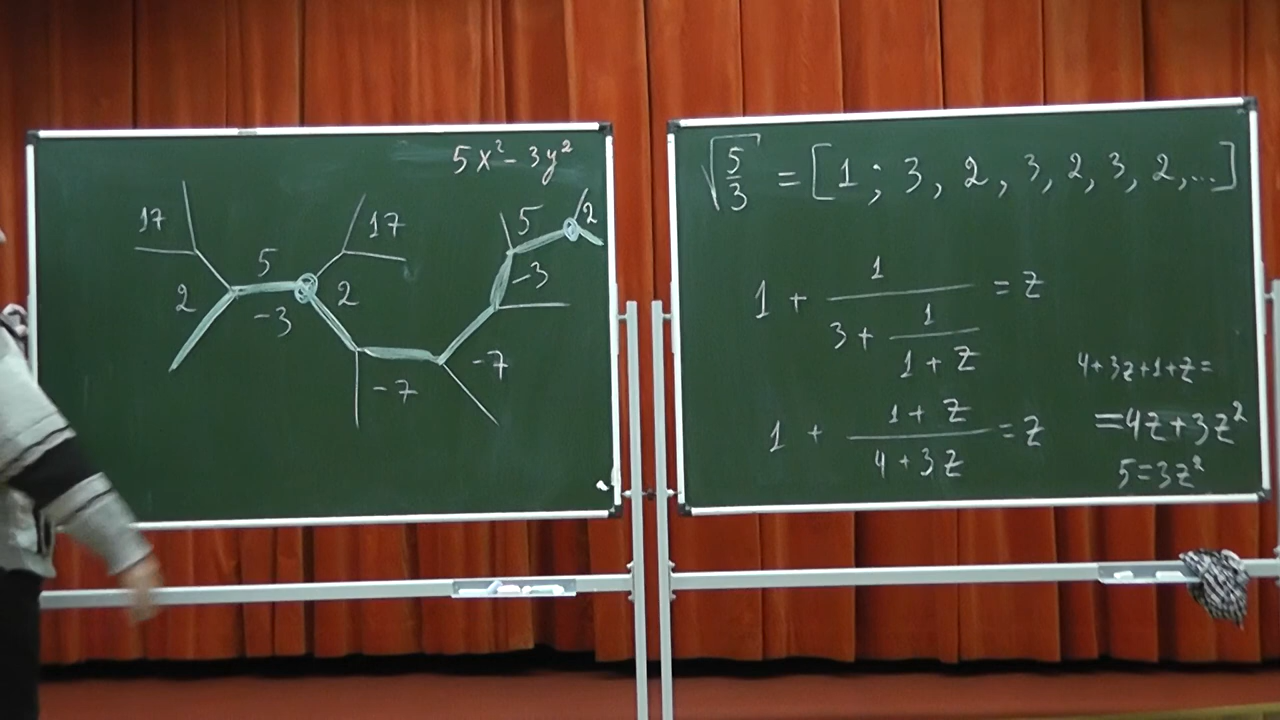 5x² - 3y²
17 17 5 2
5 -3
2 2
-3
-7
-7
√(5/3) = [1; 3, 2, 3, 2, 3, 2, ...]
1 + 1/(3 + 1/(1 + z)) = z
4+3z+1+z=
=4z+3z²
1 + (1 + z)/(4 + 3z) = z
5=3z²